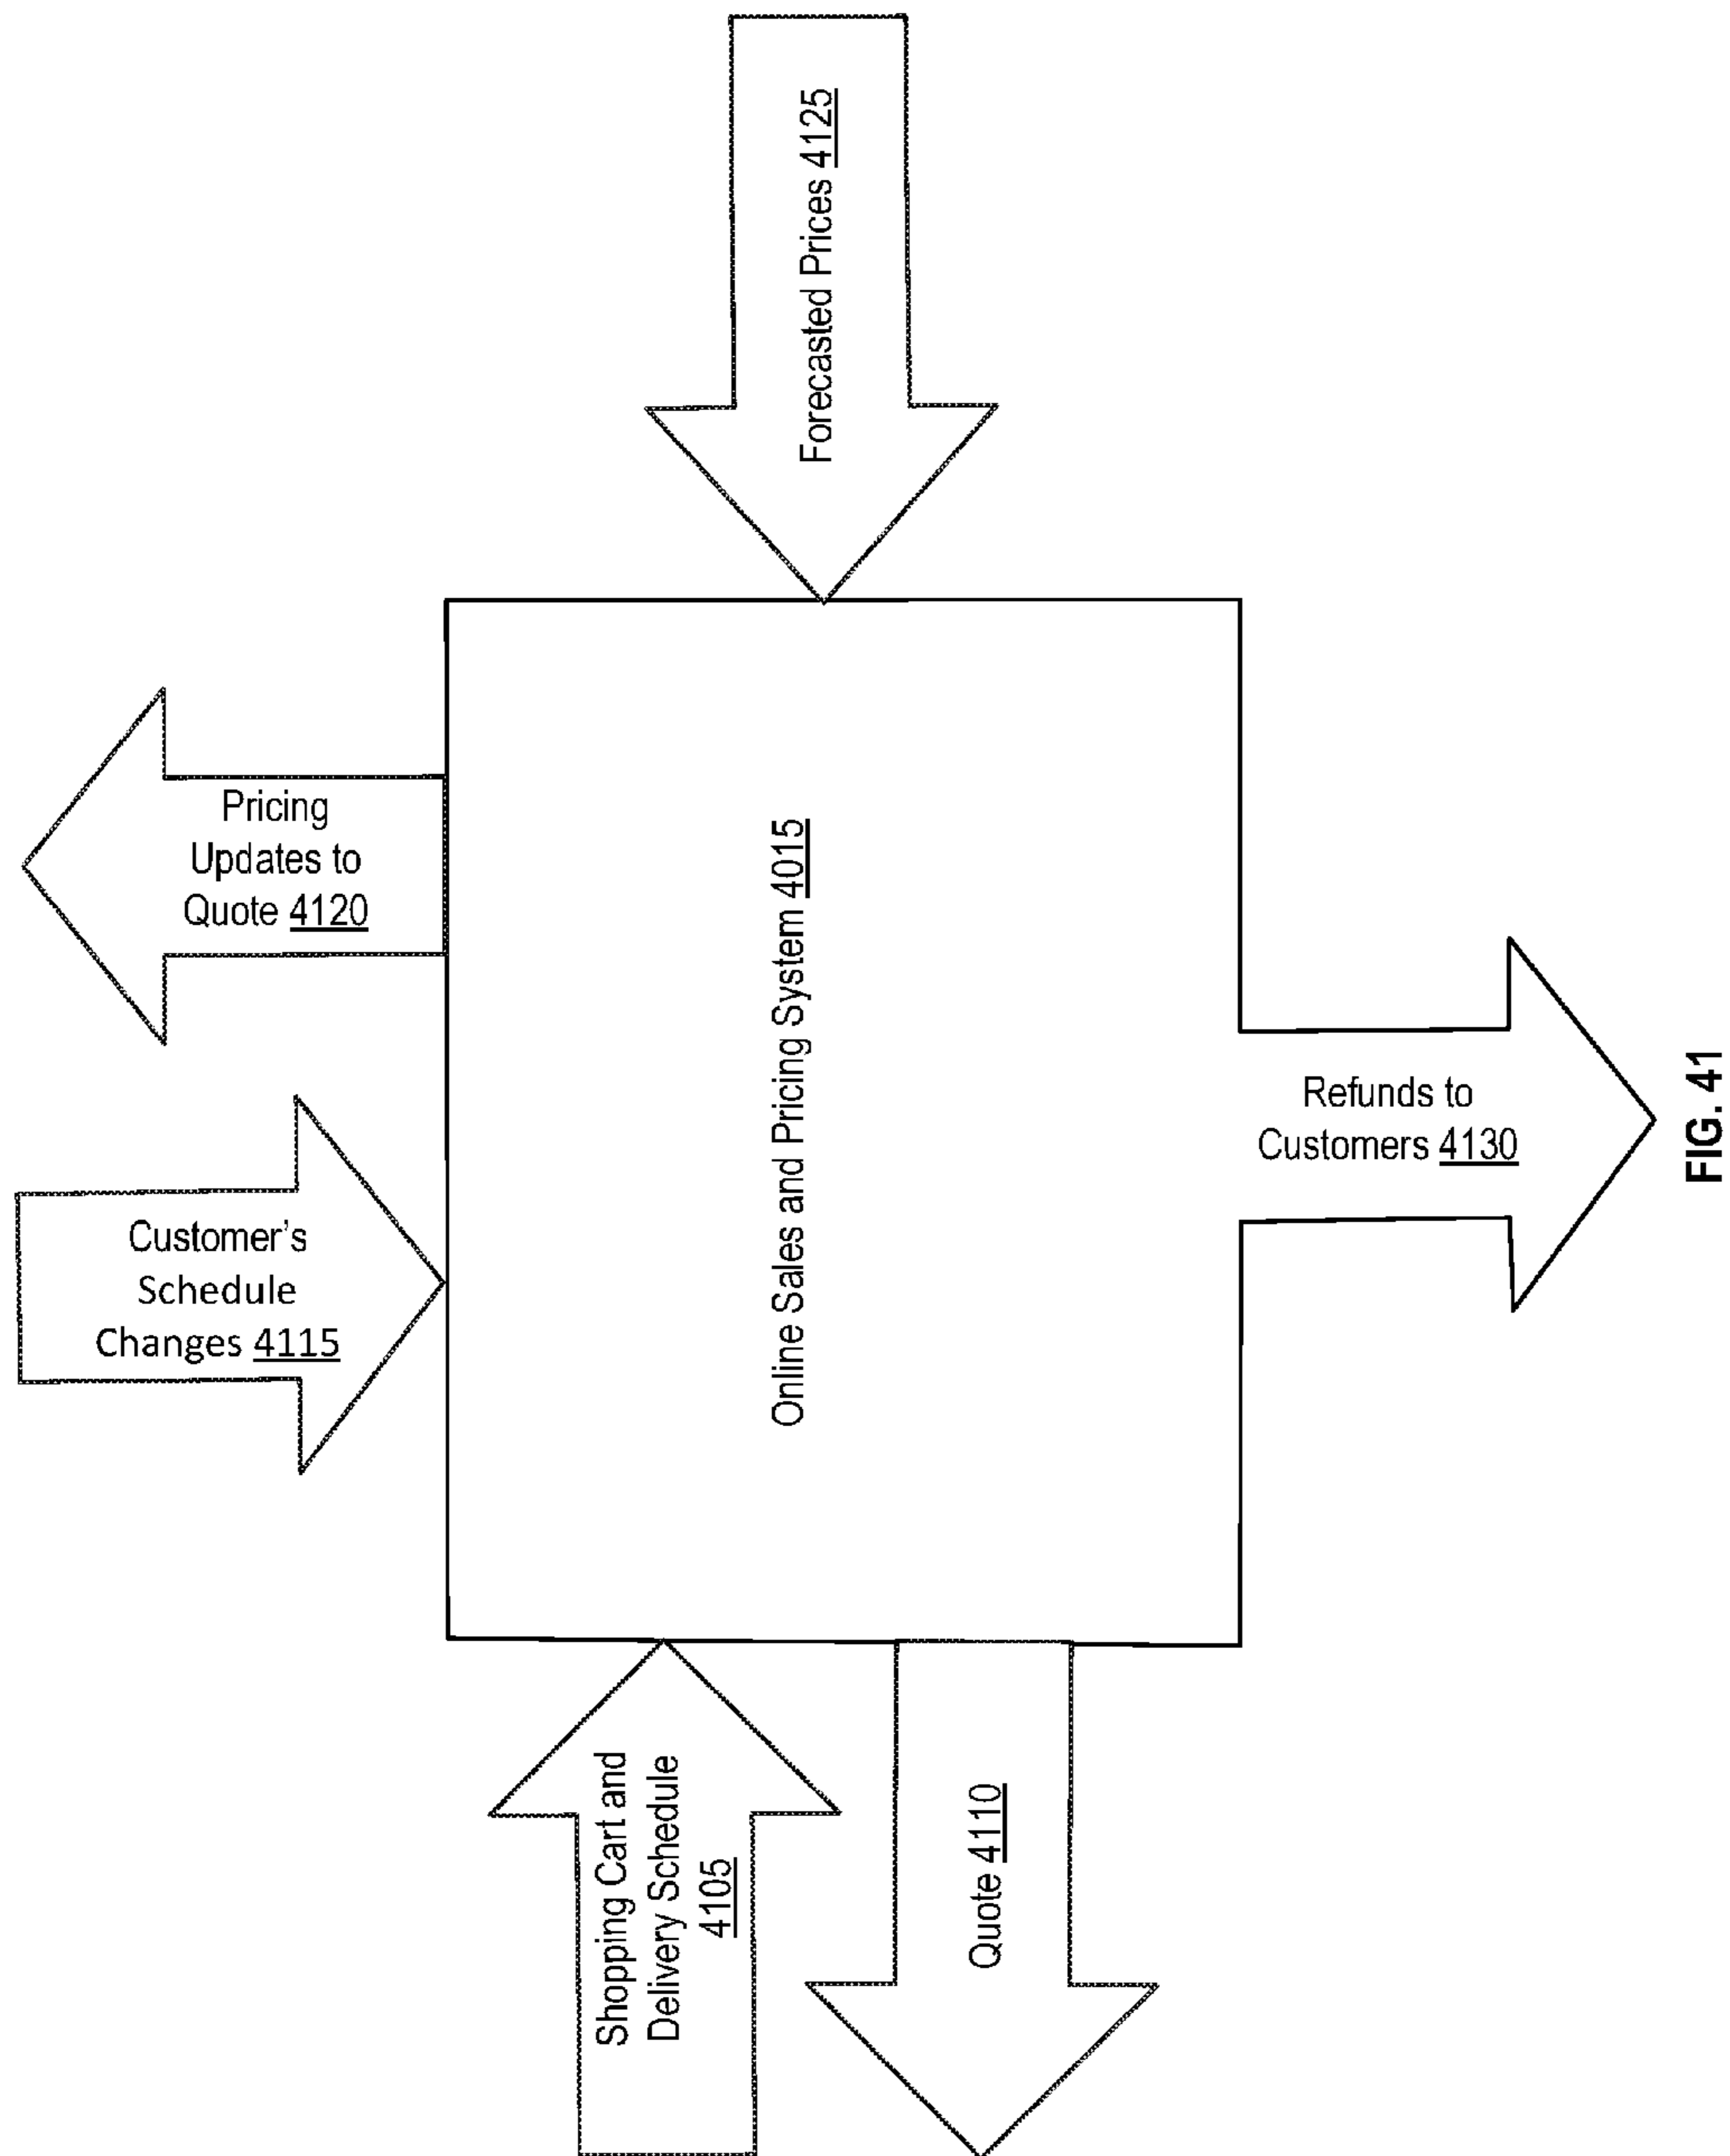 Pricing
Updates to
Quote 4120
Customer's
Schedule
Changes 4115
Forecasted Prices 4125
Online Sales and Pricing System 4015
Shopping Cart and
Delivery Schedule
4105
Quote 4110
Refunds to
Customers 4130
FIG. 41